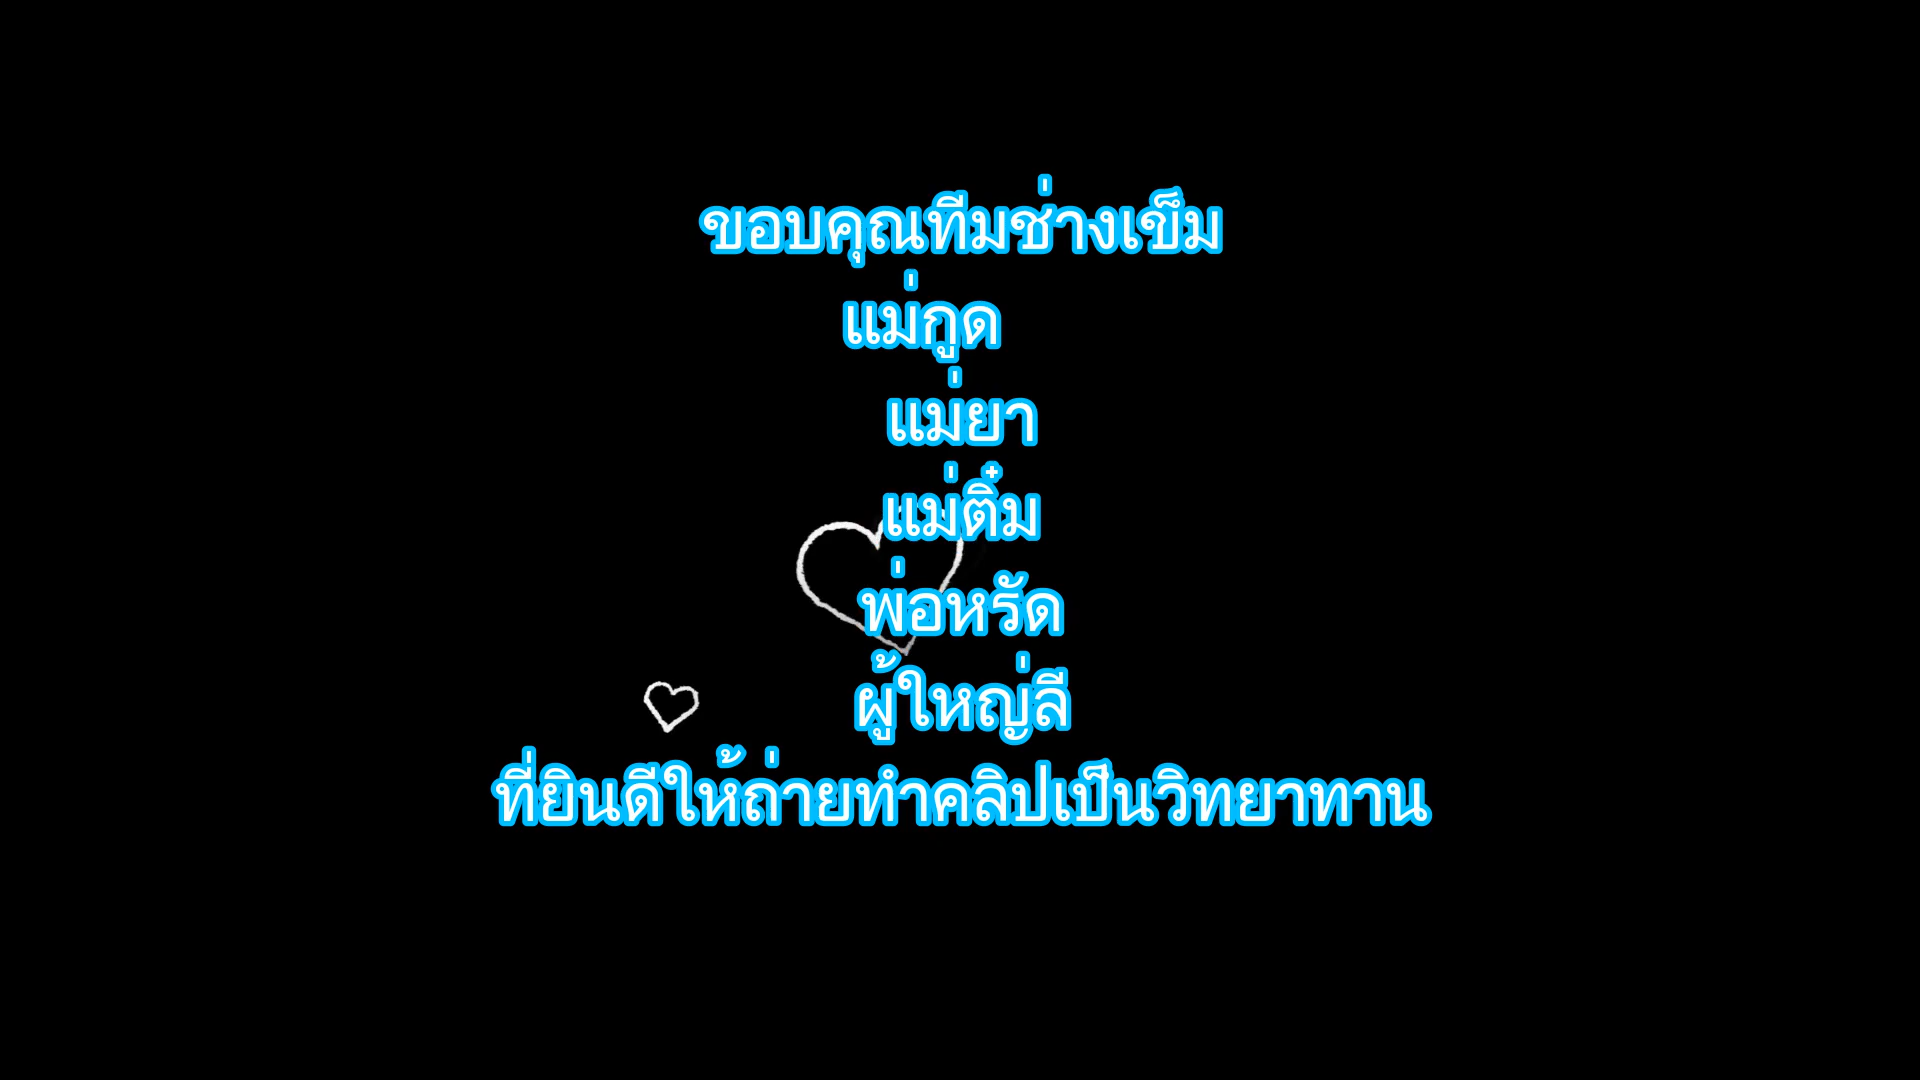 ขอบคุณทีมช่างเข็ม
แม่กูด
แม่ยา
แม่ติ๋ม
พ่อหรัด
ผู้ใหญ่ลี
ที่ยินดีให้ถ่ายทำคลิปเป็นวิทยาทาน